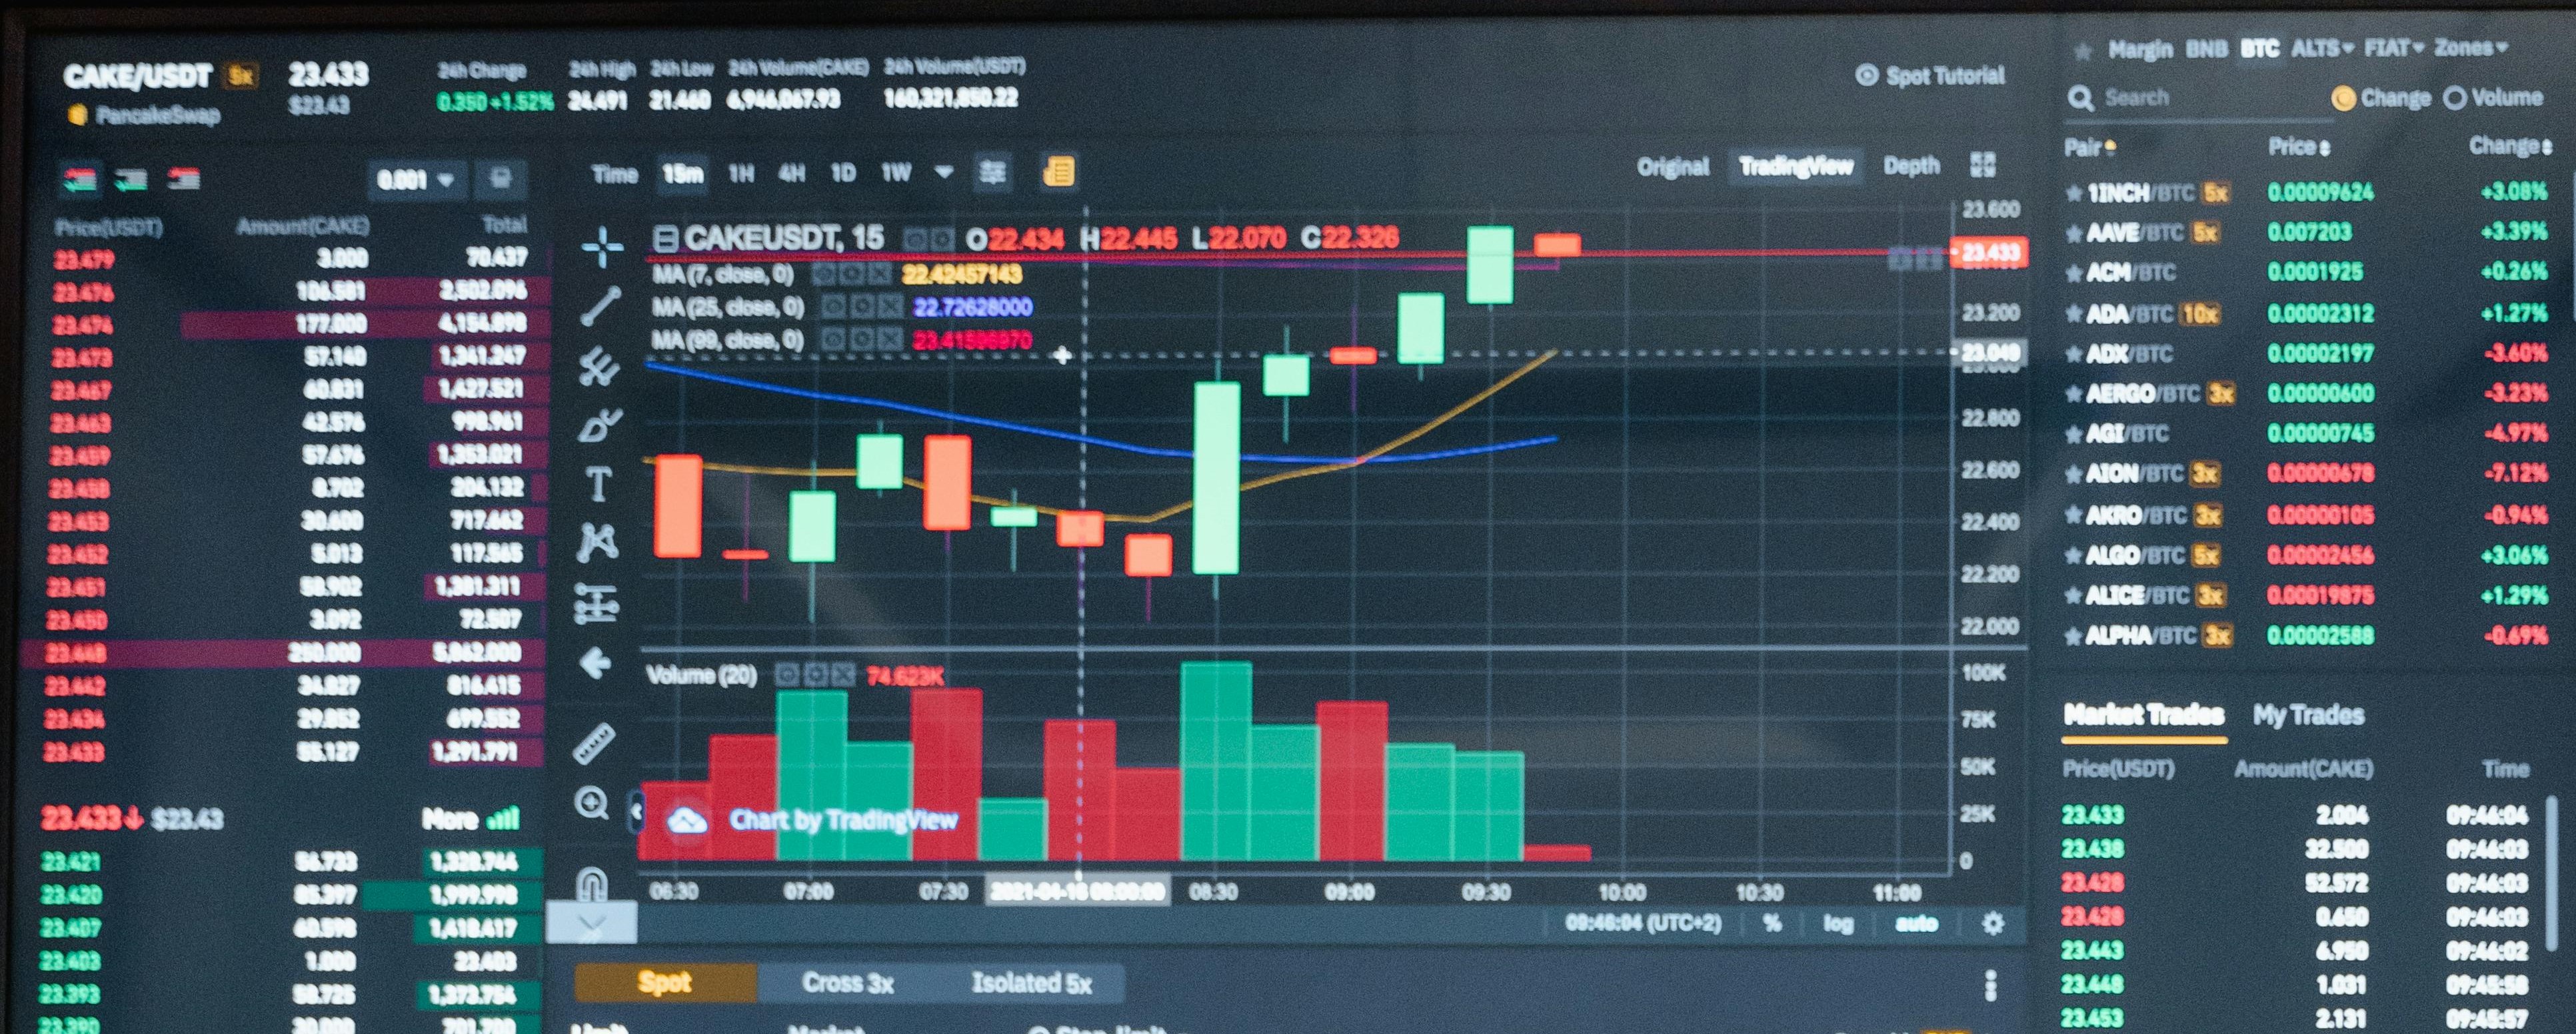 CAKE/USDT 5x 23.433 24h Change 24h High 24h Low 24h Volume(CAKE) 24h Volume(USDT)
PancakeSwap $23.43 0.350 +1.52% 24.491 21.460 6,946,067.93 160,321,850.22
Spot Tutorial
0.001
Price(USDT) Amount(CAKE) Total
23.479 3.000 70.437
23.476 106.581 2,502.096
23.474 177.000 4,154.898
23.473 57.140 1,341.247
23.467 60.831 1,427.521
23.463 42.576 998.961
23.459 57.676 1,353.021
23.458 8.702 204.132
23.453 30.600 717.662
23.452 5.013 117.565
23.451 58.902 1,381.311
23.450 3.092 72.507
23.448 5,862.000
23.442 34.827 816.415
23.434 29.852 699.552
23.433 55.127 1,291.791
23.433↓ $23.43 More
23.421 56.733 1,328.744
23.420 85.397 1,999.998
23.407 60.598 1,418.417
23.403 1.000 23.403
23.393 58.725 1,373.754
23.390 30.000 701.700
Time 15m 1H 4H 1D 1W
Original TradingView Depth
CAKEUSDT, 15 O22.434 H22.445 L22.070 C22.326
MA (7, close, 0) 22.42457143
MA (25, close, 0) 22.72628000
MA (99, close, 0) 23.41596970
23.600
23.433
23.200
23.049
23.000
22.800
22.600
22.400
22.200
22.000
Volume (20) 74.623K
100K
75K
50K
25K
0
Chart by TradingView
06:30 07:00 07:30 2021-04-16 08:00:00 08:30 09:00 09:30 10:00 10:30 11:00
09:46:04 (UTC+2) % log auto
Spot Cross 3x Isolated 5x
Limit Market Stop-limit
Margin BNB BTC ALTS FIAT Zones
Search Change Volume
Pair Price Change
1INCH/BTC 5x 0.00009624 +3.08%
AAVE/BTC 5x 0.007203 +3.39%
ACM/BTC 0.0001925 +0.26%
ADA/BTC 10x 0.00002312 +1.27%
ADX/BTC 0.00002197 -3.60%
AERGO/BTC 3x 0.00000600 -3.23%
AGI/BTC 0.00000745 -4.97%
AION/BTC 3x 0.00000678 -7.12%
AKRO/BTC 3x 0.00000105 -0.94%
ALGO/BTC 5x 0.00002456 +3.06%
ALICE/BTC 3x 0.00019875 +1.29%
ALPHA/BTC 3x 0.00002588 -0.69%
Market Trades My Trades
Price(USDT) Amount(CAKE) Time
23.433 2.004 09:46:04
23.438 32.500 09:46:03
23.428 52.572 09:46:03
23.428 0.650 09:46:03
23.443 6.950 09:46:02
23.448 1.031 09:45:58
23.453 2.131 09:45:57